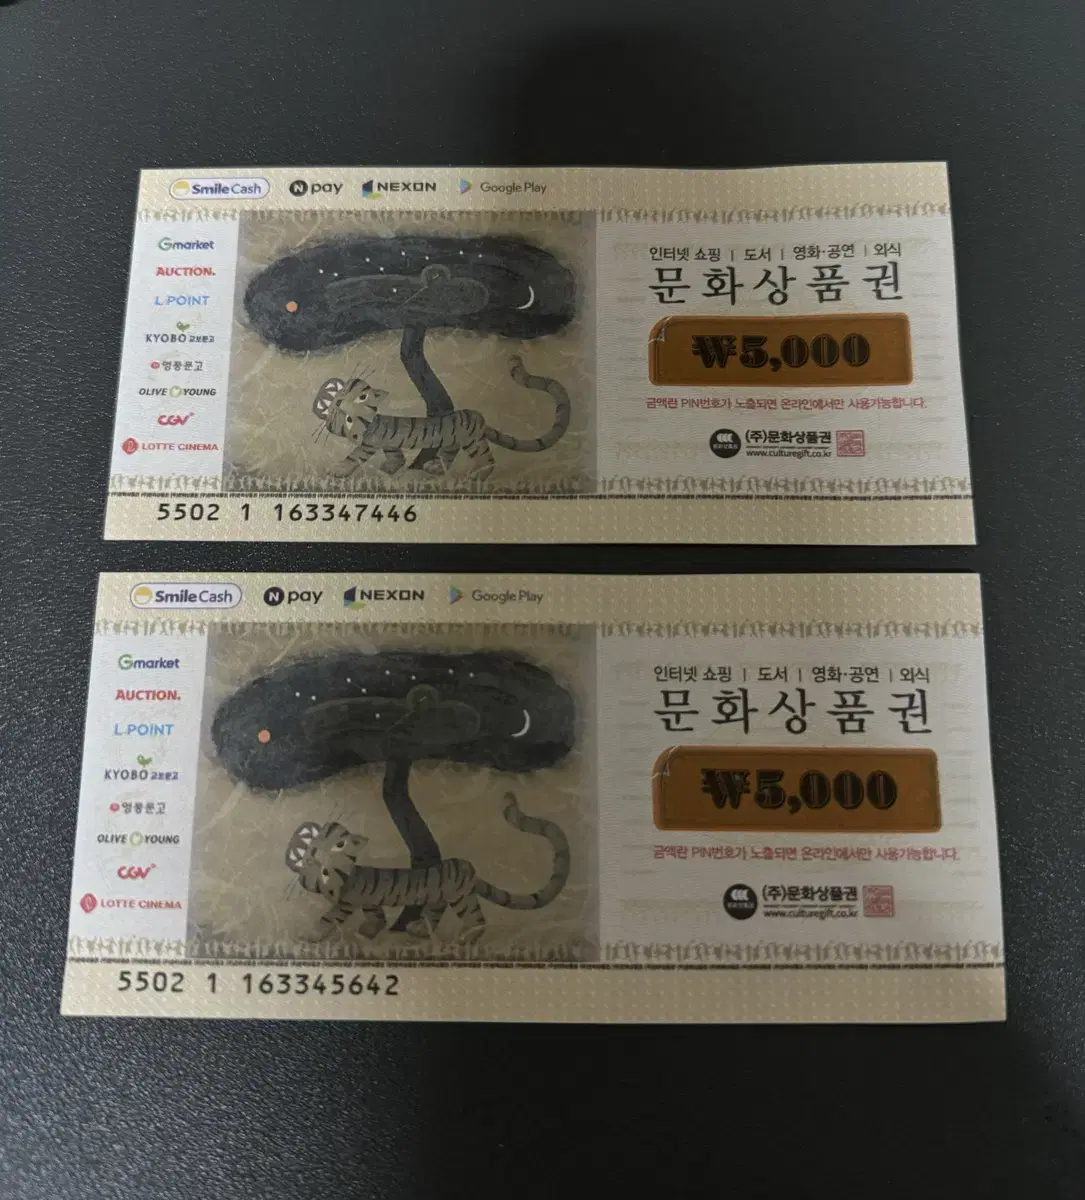 Smile Cash N pay NEXON Google Play
Gmarket
AUCTION.
L.POINT
KYOBO 교보문고
영풍문고
OLIVE YOUNG
CGV
LOTTE CINEMA
인터넷 쇼핑 | 도서 | 영화·공연 | 외식
문화상품권
₩5,000
금액란 PIN번호가 노출되면 온라인에서만 사용가능합니다.
(주)문화상품권
www.culturegift.co.kr
5502 1 163347446
Smile Cash N pay NEXON Google Play
Gmarket
AUCTION.
L.POINT
KYOBO 교보문고
영풍문고
OLIVE YOUNG
CGV
LOTTE CINEMA
인터넷 쇼핑 | 도서 | 영화·공연 | 외식
문화상품권
₩5,000
금액란 PIN번호가 노출되면 온라인에서만 사용가능합니다.
(주)문화상품권
www.culturegift.co.kr
5502 1 163345642